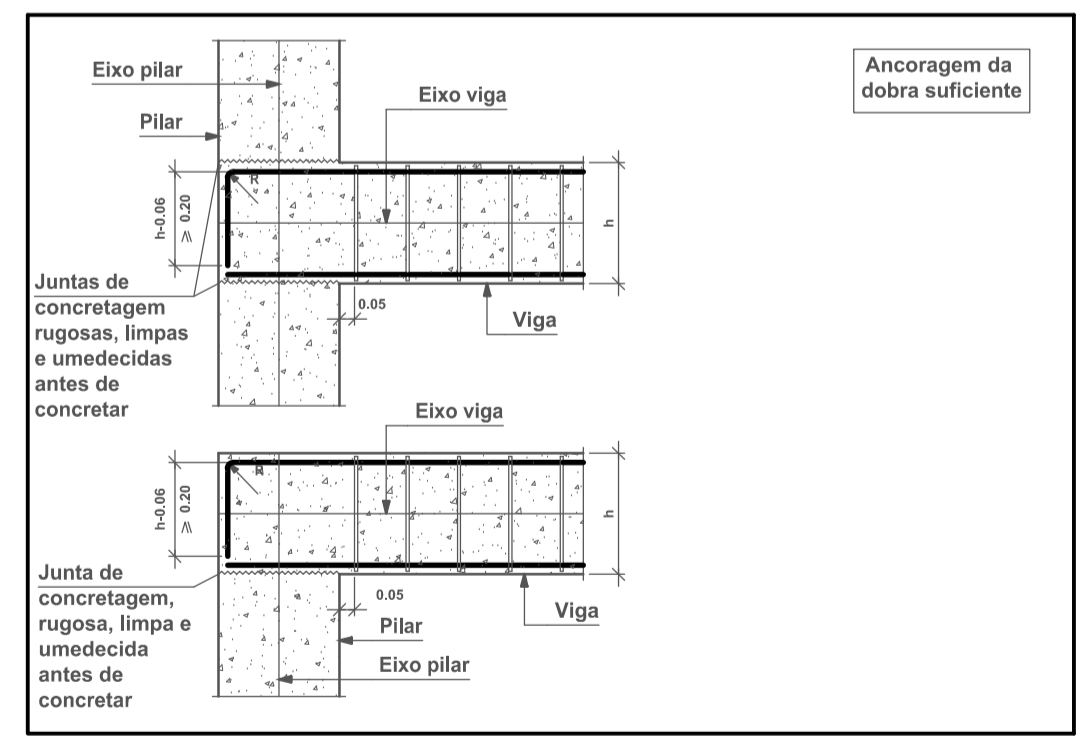 Ancoragem da
dobra suficiente
Eixo pilar
Eixo viga
Pilar
R
h-0.06
≥ 0.20
h
Juntas de
concretagem
rugosas, limpas
e umedecidas
antes de
concretar
0.05
Viga
Eixo viga
R
h-0.06
≥ 0.20
h
Junta de
concretagem,
rugosa, limpa e
umedecida
antes de
concretar
0.05
Viga
Pilar
Eixo pilar